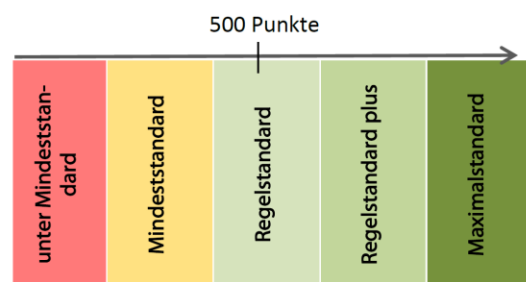 500 Punkte
unter Mindeststan-
dard
Mindeststandard
Regelstandard
Regelstandard plus
Maximalstandard